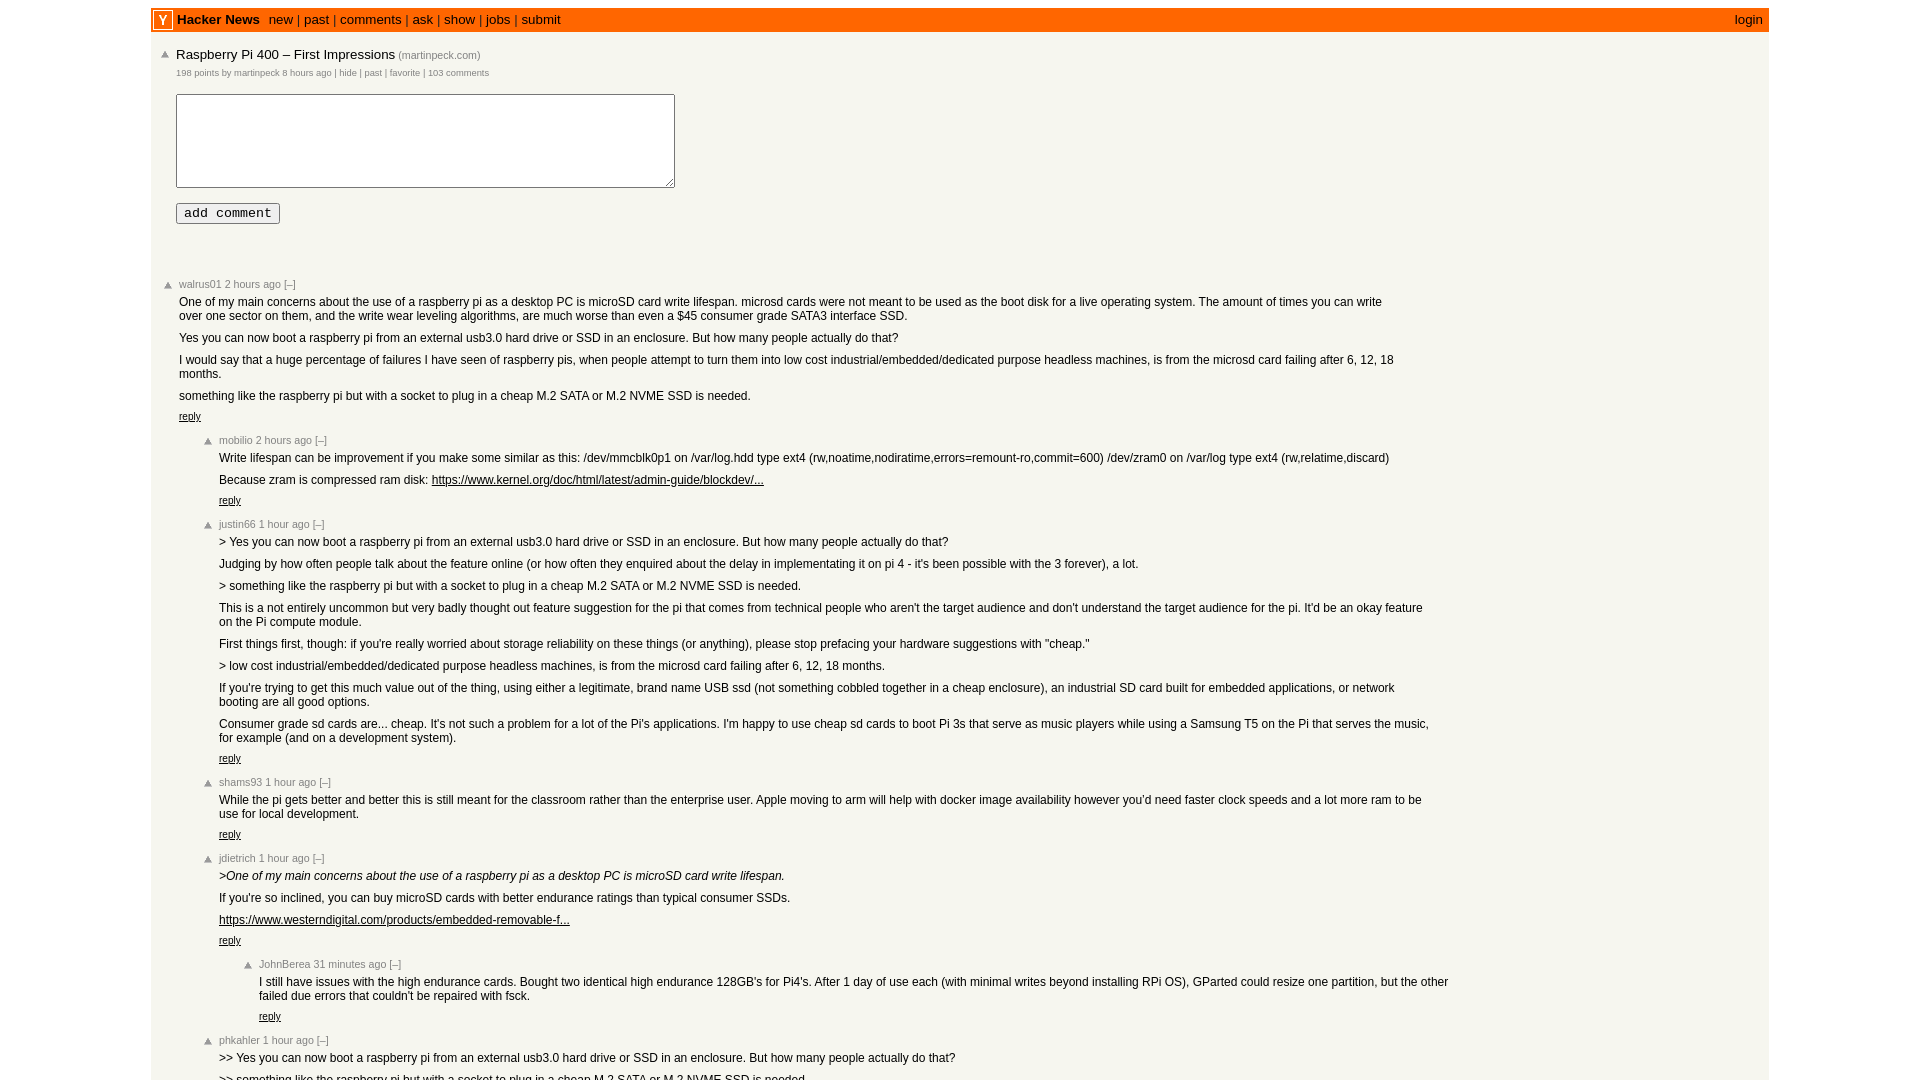 Y Hacker News new | past | comments | ask | show | jobs | submit login
Raspberry Pi 400 – First Impressions (martinpeck.com)
198 points by martinpeck 8 hours ago | hide | past | favorite | 103 comments
add comment
walrus01 2 hours ago [–]
One of my main concerns about the use of a raspberry pi as a desktop PC is microSD card write lifespan. microsd cards were not meant to be used as the boot disk for a live operating system. The amount of times you can write
over one sector on them, and the write wear leveling algorithms, are much worse than even a $45 consumer grade SATA3 interface SSD.
Yes you can now boot a raspberry pi from an external usb3.0 hard drive or SSD in an enclosure. But how many people actually do that?
I would say that a huge percentage of failures I have seen of raspberry pis, when people attempt to turn them into low cost industrial/embedded/dedicated purpose headless machines, is from the microsd card failing after 6, 12, 18
months.
something like the raspberry pi but with a socket to plug in a cheap M.2 SATA or M.2 NVME SSD is needed.
reply
mobilio 2 hours ago [–]
Write lifespan can be improvement if you make some similar as this: /dev/mmcblk0p1 on /var/log.hdd type ext4 (rw,noatime,nodiratime,errors=remount-ro,commit=600) /dev/zram0 on /var/log type ext4 (rw,relatime,discard)
Because zram is compressed ram disk: https://www.kernel.org/doc/html/latest/admin-guide/blockdev/...
reply
justin66 1 hour ago [–]
> Yes you can now boot a raspberry pi from an external usb3.0 hard drive or SSD in an enclosure. But how many people actually do that?
Judging by how often people talk about the feature online (or how often they enquired about the delay in implementating it on pi 4 - it's been possible with the 3 forever), a lot.
> something like the raspberry pi but with a socket to plug in a cheap M.2 SATA or M.2 NVME SSD is needed.
This is a not entirely uncommon but very badly thought out feature suggestion for the pi that comes from technical people who aren't the target audience and don't understand the target audience for the pi. It'd be an okay feature
on the Pi compute module.
First things first, though: if you're really worried about storage reliability on these things (or anything), please stop prefacing your hardware suggestions with "cheap."
> low cost industrial/embedded/dedicated purpose headless machines, is from the microsd card failing after 6, 12, 18 months.
If you're trying to get this much value out of the thing, using either a legitimate, brand name USB ssd (not something cobbled together in a cheap enclosure), an industrial SD card built for embedded applications, or network
booting are all good options.
Consumer grade sd cards are... cheap. It's not such a problem for a lot of the Pi's applications. I'm happy to use cheap sd cards to boot Pi 3s that serve as music players while using a Samsung T5 on the Pi that serves the music,
for example (and on a development system).
reply
shams93 1 hour ago [–]
While the pi gets better and better this is still meant for the classroom rather than the enterprise user. Apple moving to arm will help with docker image availability however you'd need faster clock speeds and a lot more ram to be
use for local development.
reply
jdietrich 1 hour ago [–]
>One of my main concerns about the use of a raspberry pi as a desktop PC is microSD card write lifespan.
If you're so inclined, you can buy microSD cards with better endurance ratings than typical consumer SSDs.
https://www.westerndigital.com/products/embedded-removable-f...
reply
JohnBerea 31 minutes ago [–]
I still have issues with the high endurance cards. Bought two identical high endurance 128GB's for Pi4's. After 1 day of use each (with minimal writes beyond installing RPi OS), GParted could resize one partition, but the other
failed due errors that couldn't be repaired with fsck.
reply
phkahler 1 hour ago [–]
>> Yes you can now boot a raspberry pi from an external usb3.0 hard drive or SSD in an enclosure. But how many people actually do that?
>> something like the raspberry pi but with a socket to plug in a cheap M.2 SATA or M.2 NVME SSD is needed.